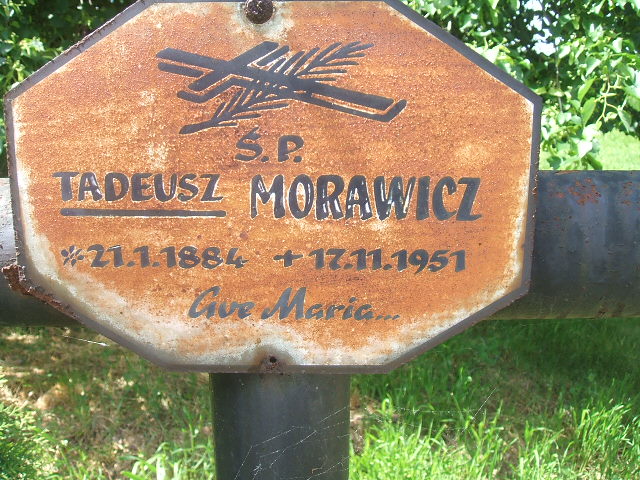 Ś.P.
TADEUSZ MORAWICZ
*21.1.1884 +17.11.1951
Ave Maria...